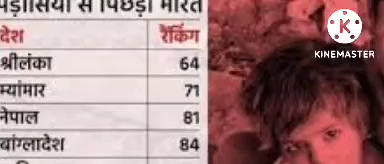 पड़ोसियों से पिछड़ा भारत
देश रैंकिंग
श्रीलंका 64
म्यांमार 71
नेपाल 81
बांग्लादेश 84
KINEMASTER